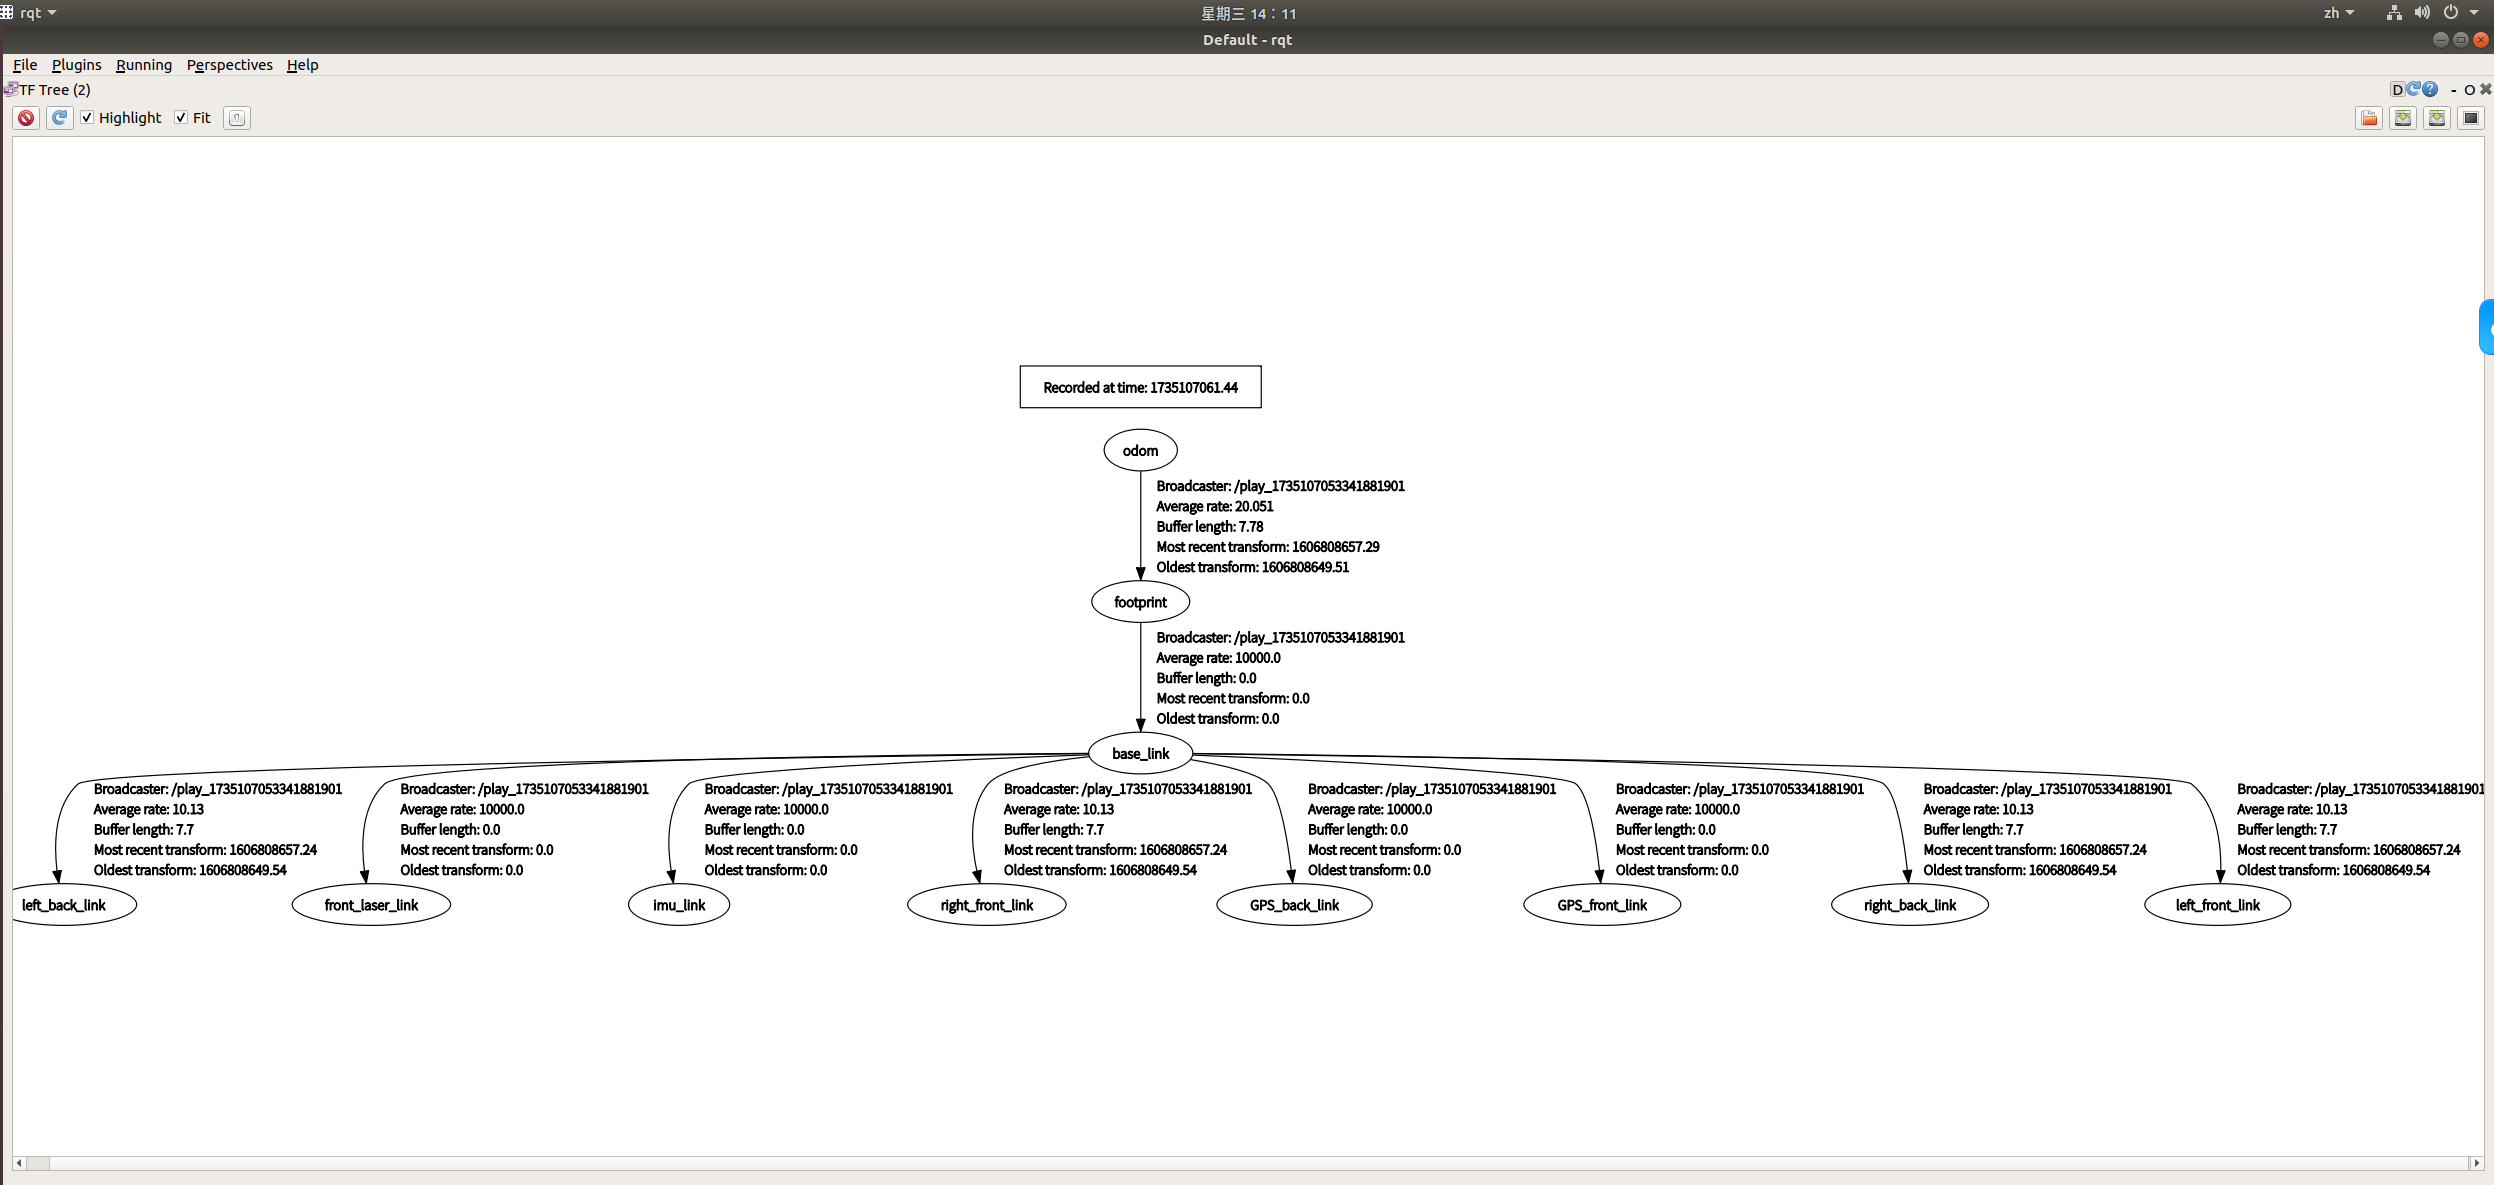 rqt
星期三 14：11
zh
Default - rqt
File Plugins Running Perspectives Help
TF Tree (2)
D
- O
Highlight Fit
Recorded at time: 1735107061.44
odom
Broadcaster: /play_1735107053341881901
Average rate: 20.051
Buffer length: 7.78
Most recent transform: 1606808657.29
Oldest transform: 1606808649.51
footprint
Broadcaster: /play_1735107053341881901
Average rate: 10000.0
Buffer length: 0.0
Most recent transform: 0.0
Oldest transform: 0.0
base_link
Broadcaster: /play_1735107053341881901
Average rate: 10.13
Buffer length: 7.7
Most recent transform: 1606808657.24
Oldest transform: 1606808649.54
left_back_link
Broadcaster: /play_1735107053341881901
Average rate: 10000.0
Buffer length: 0.0
Most recent transform: 0.0
Oldest transform: 0.0
front_laser_link
Broadcaster: /play_1735107053341881901
Average rate: 10000.0
Buffer length: 0.0
Most recent transform: 0.0
Oldest transform: 0.0
imu_link
Broadcaster: /play_1735107053341881901
Average rate: 10.13
Buffer length: 7.7
Most recent transform: 1606808657.24
Oldest transform: 1606808649.54
right_front_link
Broadcaster: /play_1735107053341881901
Average rate: 10000.0
Buffer length: 0.0
Most recent transform: 0.0
Oldest transform: 0.0
GPS_back_link
Broadcaster: /play_1735107053341881901
Average rate: 10000.0
Buffer length: 0.0
Most recent transform: 0.0
Oldest transform: 0.0
GPS_front_link
Broadcaster: /play_1735107053341881901
Average rate: 10.13
Buffer length: 7.7
Most recent transform: 1606808657.24
Oldest transform: 1606808649.54
right_back_link
Broadcaster: /play_1735107053341881901
Average rate: 10.13
Buffer length: 7.7
Most recent transform: 1606808657.24
Oldest transform: 1606808649.54
left_front_link